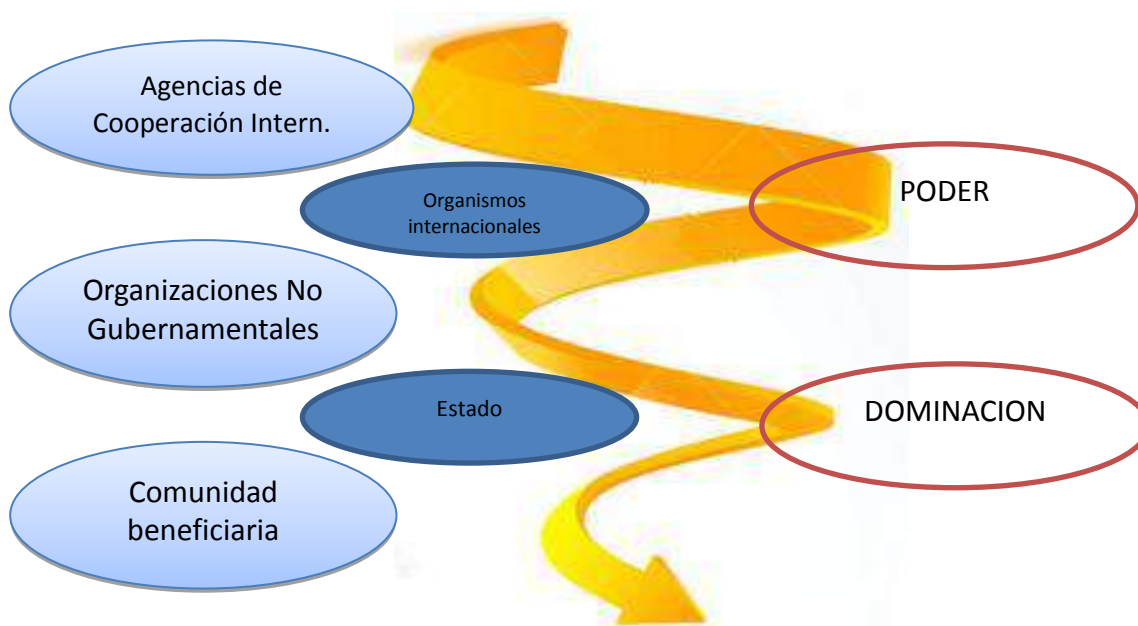 Agencias de
Cooperación Intern.
PODER
Organismos
internacionales
Organizaciones No
Gubernamentales
Estado
DOMINACION
Comunidad
beneficiaria